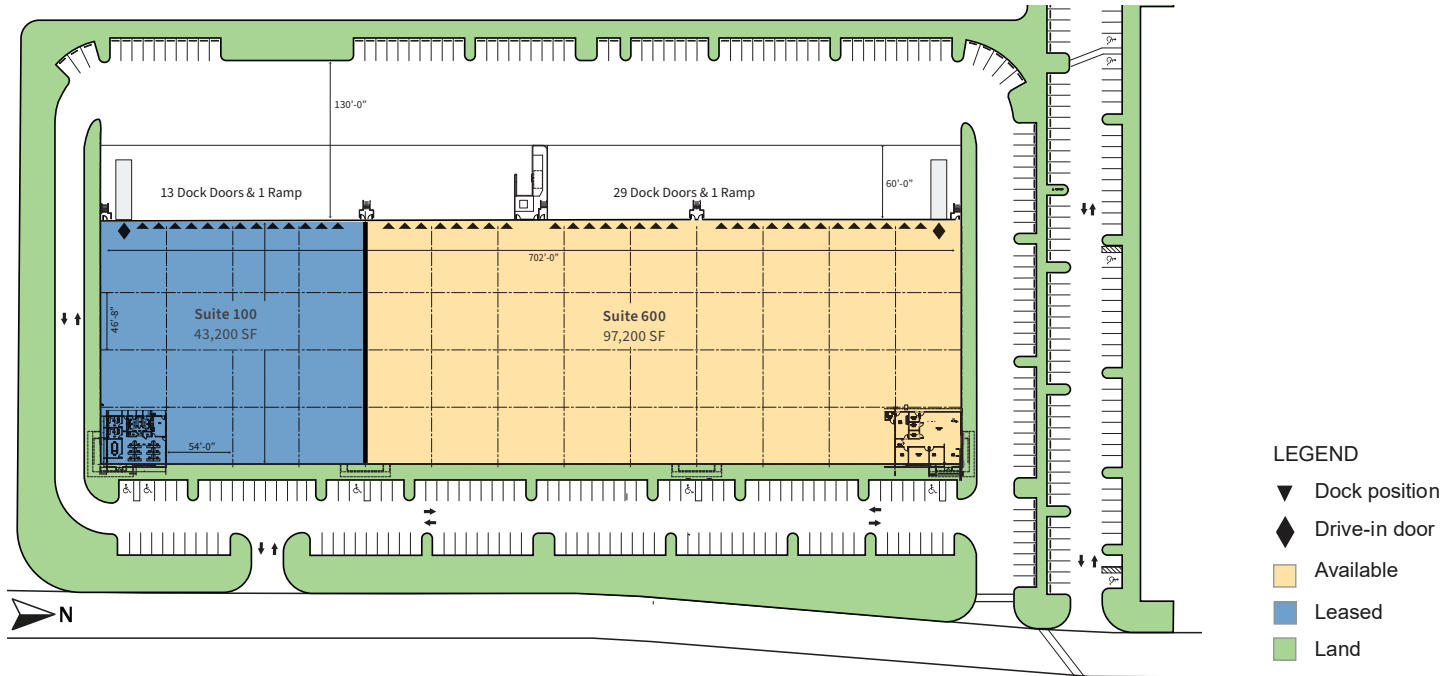 130'-0"
60'-0"
13 Dock Doors & 1 Ramp
29 Dock Doors & 1 Ramp
702'-0"
46'-8"
Suite 100
43,200 SF
Suite 600
97,200 SF
54'-0"
N
LEGEND
Dock position
Drive-in door
Available
Leased
Land